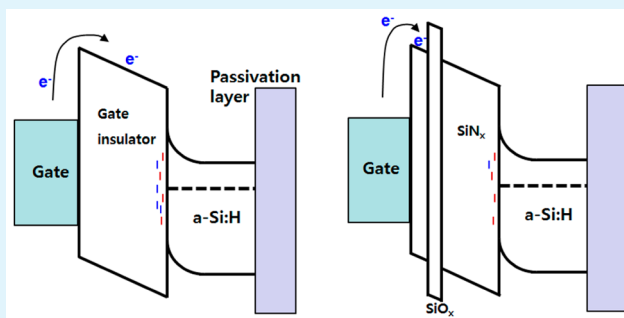 e-
e-
e-
Passivation
layer
Gate
insulator
Gate
a-Si:H
e-
e-
SiNx
Gate
a-Si:H
SiOx